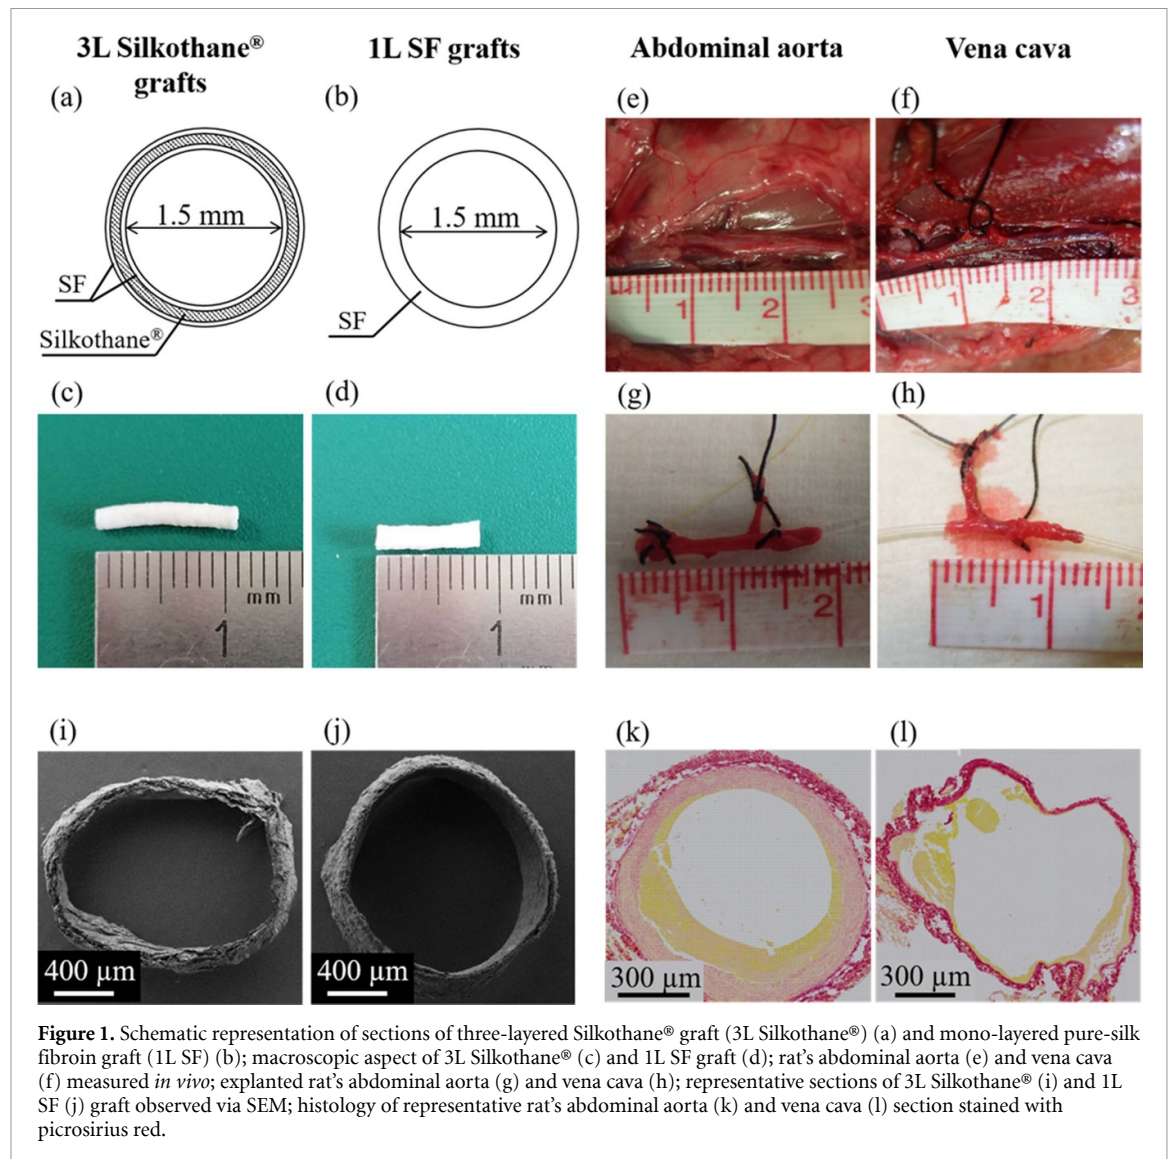 3L Silkothane®
grafts
1L SF grafts
Abdominal aorta
Vena cava
(a)
(b)
(e)
(f)
1.5 mm
1.5 mm
SF
SF
Silkothane®
1
2
3
1
2
3
(c)
(d)
(g)
(h)
mm
1
mm
1
1
2
1
(i)
(j)
(k)
(l)
400 µm
400 µm
300 µm
300 µm
Figure 1. Schematic representation of sections of three-layered Silkothane® graft (3L Silkothane®) (a) and mono-layered pure-silk
fibroin graft (1L SF) (b); macroscopic aspect of 3L Silkothane® (c) and 1L SF graft (d); rat's abdominal aorta (e) and vena cava
(f) measured in vivo; explanted rat's abdominal aorta (g) and vena cava (h); representative sections of 3L Silkothane® (i) and 1L
SF (j) graft observed via SEM; histology of representative rat's abdominal aorta (k) and vena cava (l) section stained with
picrosirius red.